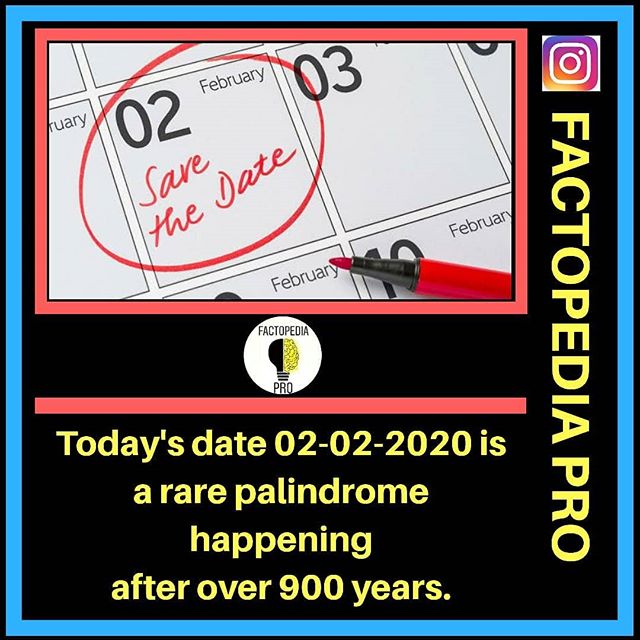 ruary
02
February
03
Save
the Date
February
February
FACTOPEDIA
PRO
FACTOPEDIA PRO
Today's date 02-02-2020 is
a rare palindrome
happening
after over 900 years.